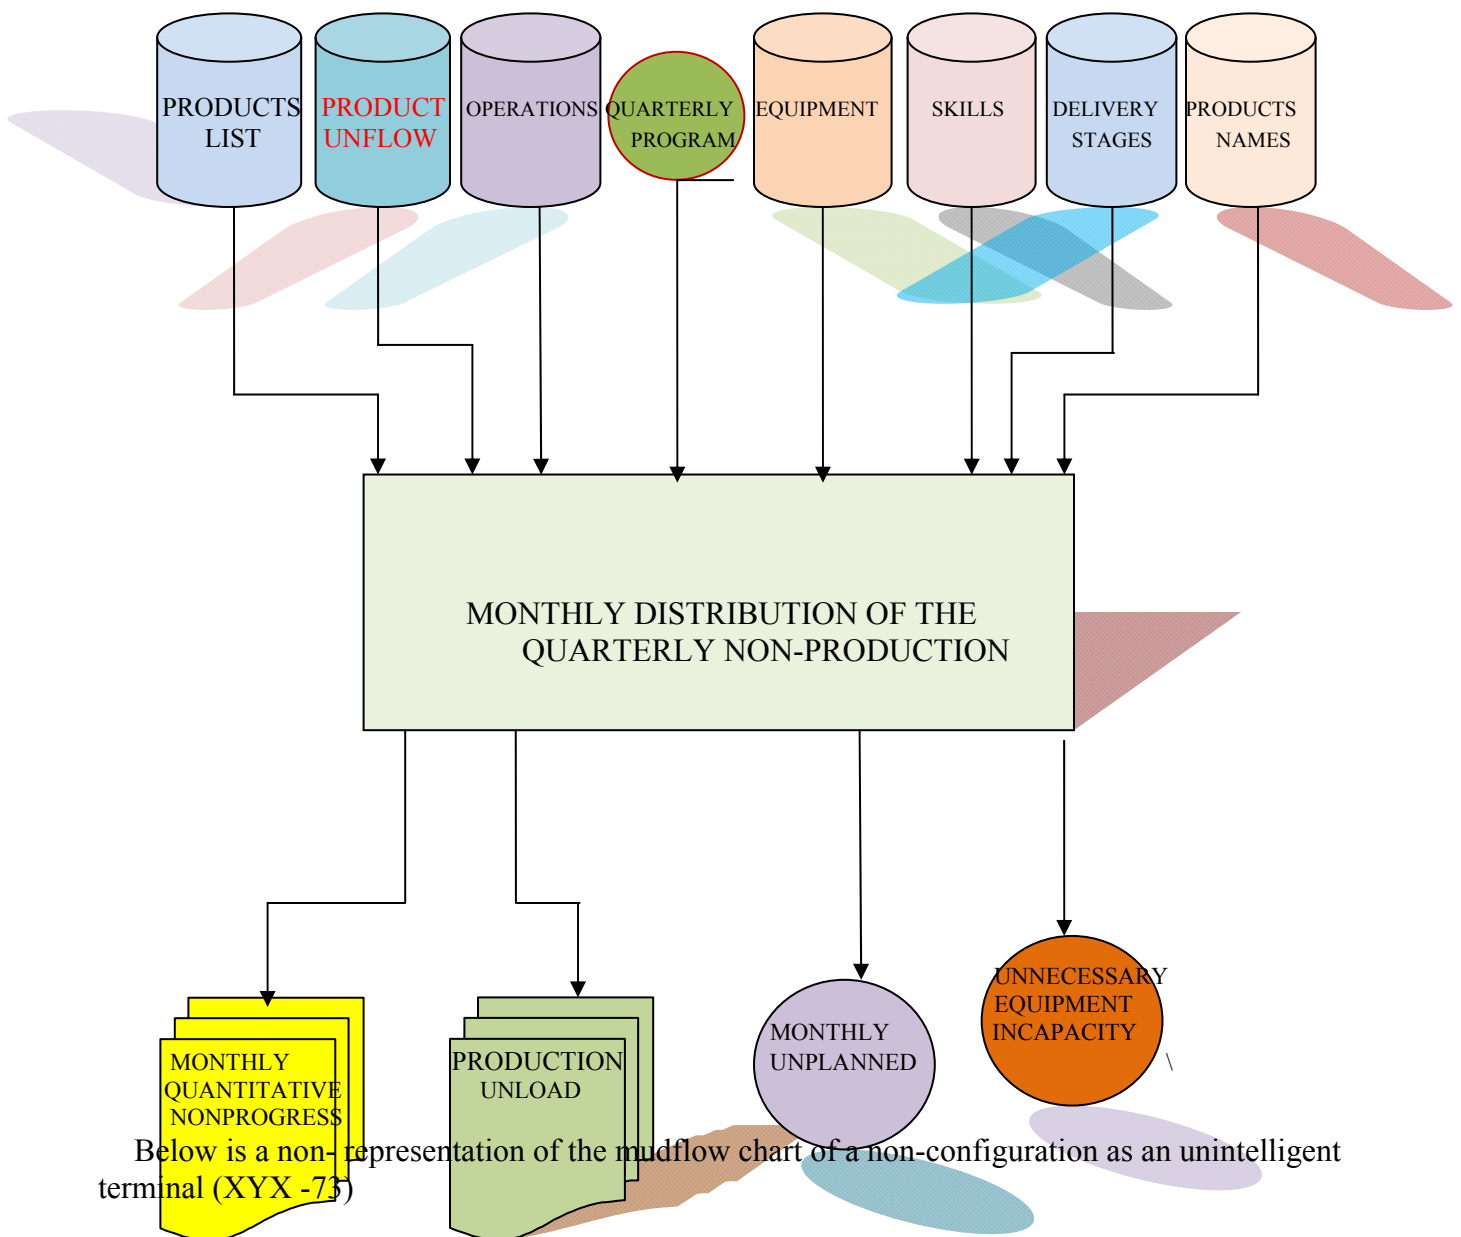 PRODUCTS
LIST
PRODUCT
UNFLOW
OPERATIONS
QUARTERLY
PROGRAM
EQUIPMENT
SKILLS
DELIVERY
STAGES
PRODUCTS
NAMES
MONTHLY DISTRIBUTION OF THE
QUARTERLY NON-PRODUCTION
MONTHLY
QUANTITATIVE
NONPROGRESS
PRODUCTION
UNLOAD
MONTHLY
UNPLANNED
UNNECESSARY
EQUIPMENT
INCAPACITY
\
Below is a non- representation of the mudflow chart of a non-configuration as an unintelligent
terminal (XYX -73)